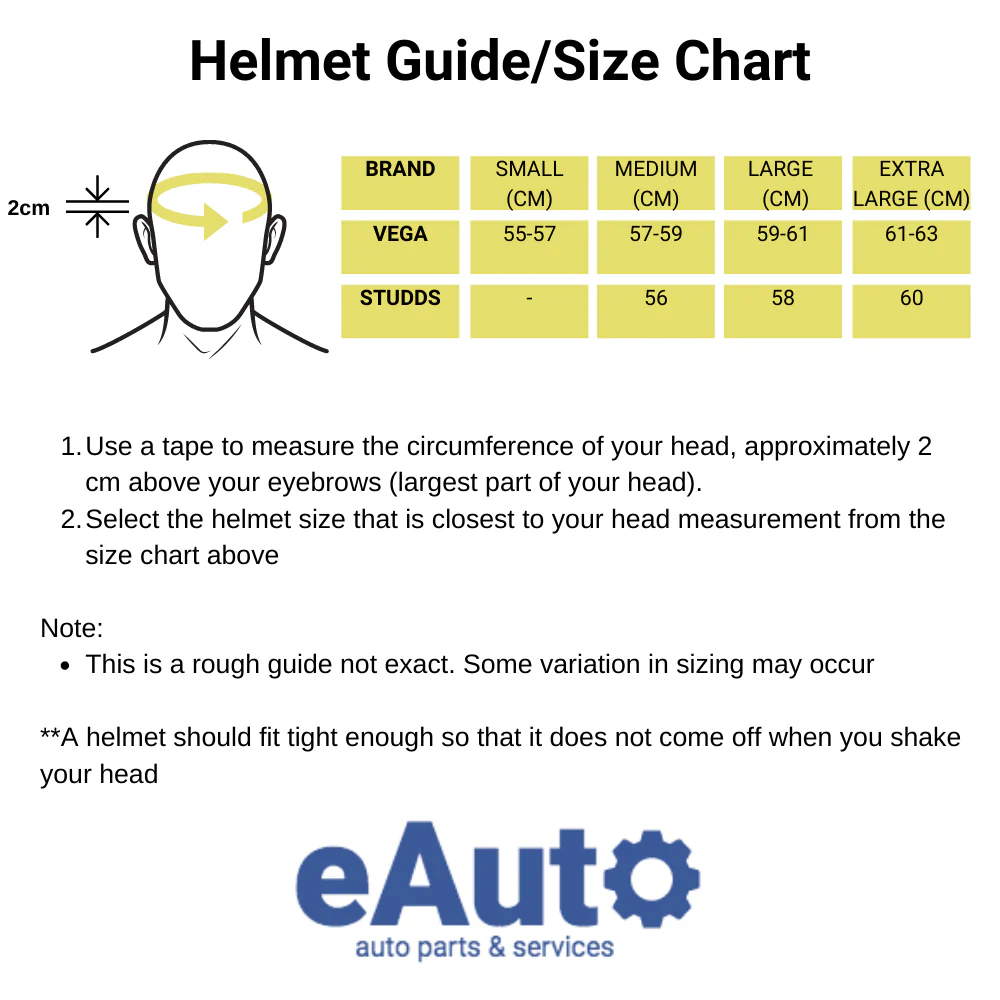 Helmet Guide/Size Chart
2cm
BRAND SMALL (CM) MEDIUM (CM) LARGE (CM) EXTRA LARGE (CM)
VEGA 55-57 57-59 59-61 61-63
STUDDS - 56 58 60
1. Use a tape to measure the circumference of your head, approximately 2
cm above your eyebrows (largest part of your head).
2. Select the helmet size that is closest to your head measurement from the
size chart above
Note:
• This is a rough guide not exact. Some variation in sizing may occur
**A helmet should fit tight enough so that it does not come off when you shake
your head
eAuto
auto parts & services